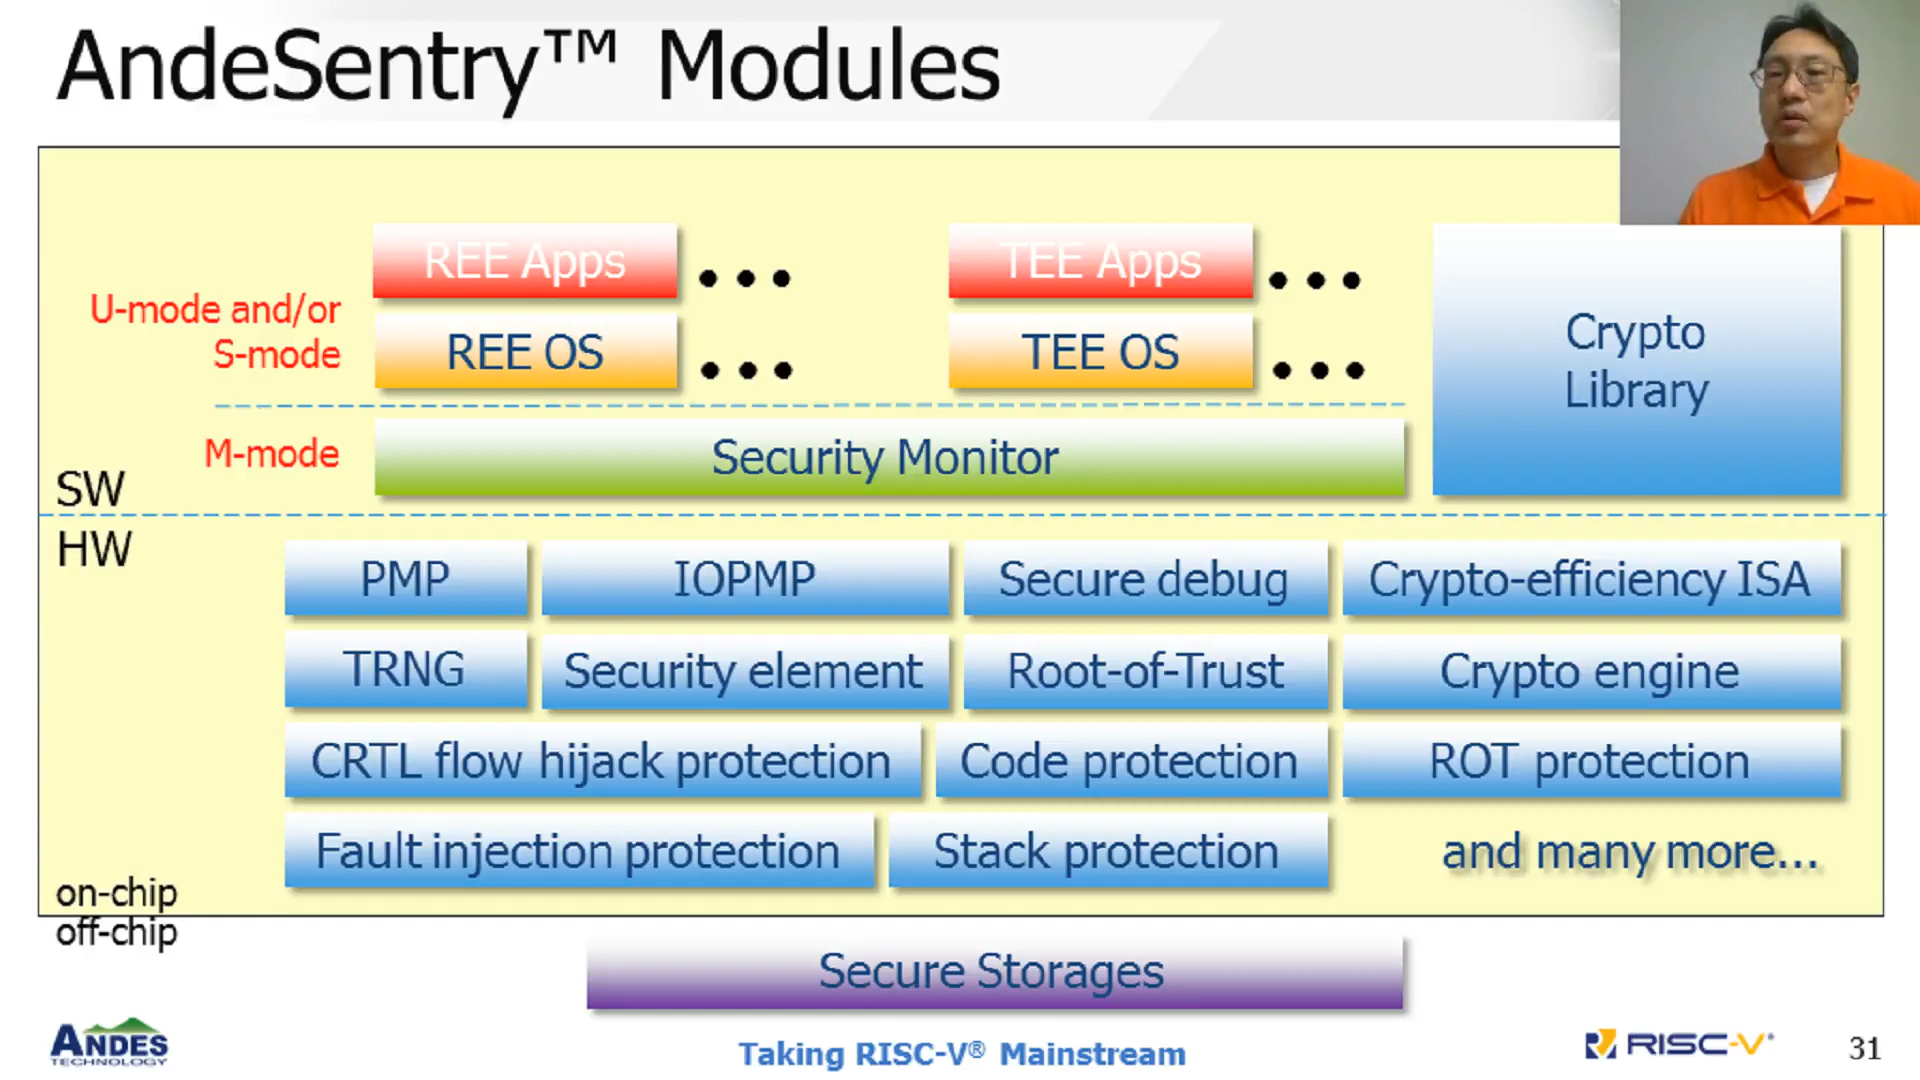 AndeSentry™ Modules
REE Apps
TEE Apps
U-mode and/or
S-mode
REE OS
TEE OS
Crypto
Library
M-mode
Security Monitor
SW
HW
PMP
IOPMP
Secure debug
Crypto-efficiency ISA
TRNG
Security element
Root-of-Trust
Crypto engine
CRTL flow hijack protection
Code protection
ROT protection
Fault injection protection
Stack protection
and many more...
on-chip
off-chip
Secure Storages
ANDES
TECHNOLOGY
Taking RISC-V® Mainstream
RISC-V®
31